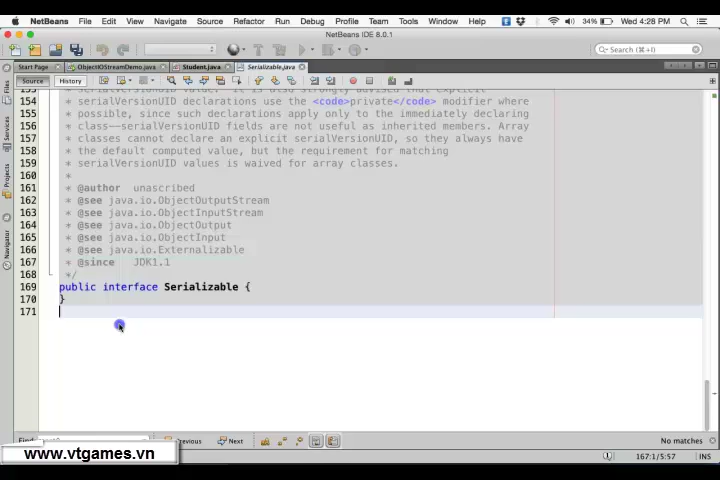 NetBeans File Edit View Navigate Source Refactor Run Debug Profile Team Tools Window Help 34% Wed 4:28 PM
NetBeans IDE 8.0.1
Search (⌘+I)
Start Page ObjectIOStreamDemo.java Student.java Serializable.java
Source History
Files
Services
Projects
Navigator
154 * serialVersionUID declarations use the <code>private</code> modifier where
155 * possible, since such declarations apply only to the immediately declaring
156 * class--serialVersionUID fields are not useful as inherited members. Array
157 * classes cannot declare an explicit serialVersionUID, so they always have
158 * the default computed value, but the requirement for matching
159 * serialVersionUID values is waived for array classes.
160 *
161 * @author unascribed
162 * @see java.io.ObjectOutputStream
163 * @see java.io.ObjectInputStream
164 * @see java.io.ObjectOutput
165 * @see java.io.ObjectInput
166 * @see java.io.Externalizable
167 * @since JDK1.1
168 */
169 public interface Serializable {
170 }
171
Previous Next No matches
www.vtgames.vn
167:1/5:57 INS